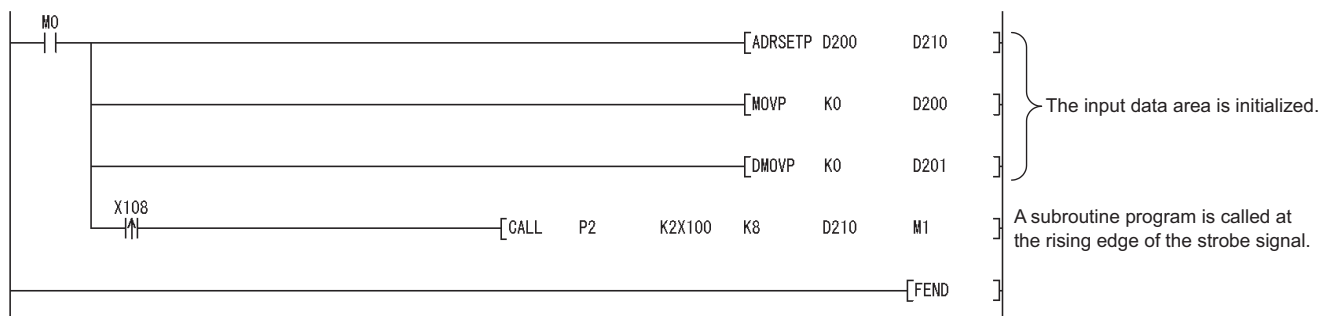 M0
[ADRSETP D200 D210 ]
[MOVP K0 D200 ]
The input data area is initialized.
[DMOVP K0 D201 ]
X108
[CALL P2 K2X100 K8 D210 M1 ]
A subroutine program is called at
the rising edge of the strobe signal.
[FEND ]